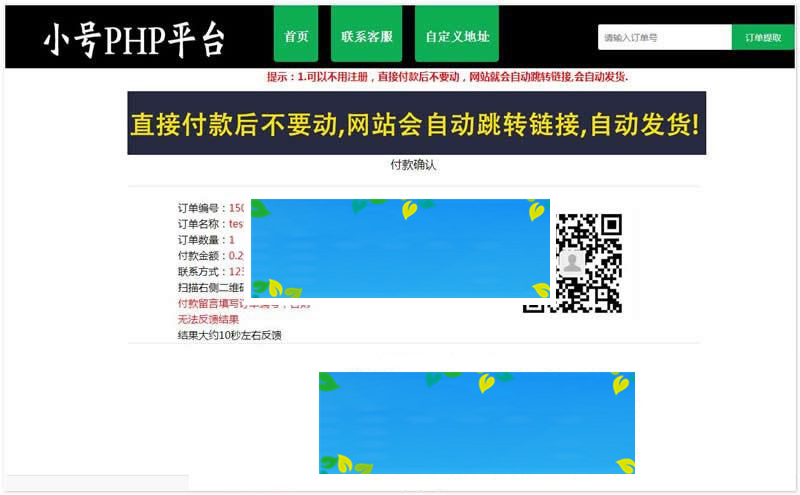 小号PHP平台
首页
联系客服
自定义地址
请输入订单号
订单提取
提示：1.可以不用注册，直接付款后不要动，网站就会自动跳转链接,会自动发货.
直接付款后不要动,网站会自动跳转链接,自动发货!
付款确认
订单编号：150
订单名称：tes
订单数量：1
付款金额：0.2
联系方式：123
扫描右侧二维码
付款留言填写订单编号
无法反馈结果
结果大约10秒左右反馈